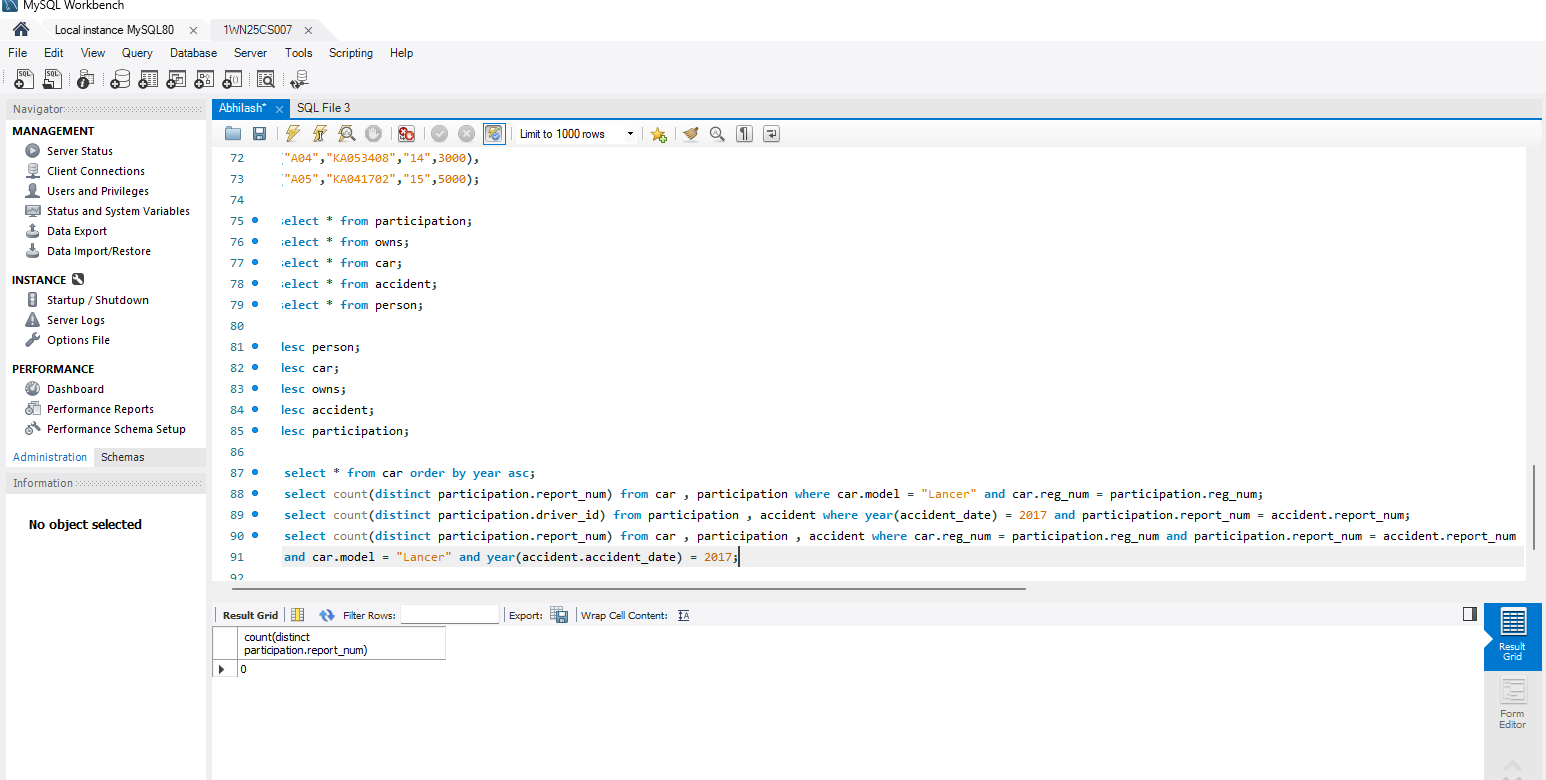 MySQL Workbench
Local instance MySQL80 1WN25CS007
File Edit View Query Database Server Tools Scripting Help
Navigator
MANAGEMENT
Server Status
Client Connections
Users and Privileges
Status and System Variables
Data Export
Data Import/Restore
INSTANCE
Startup / Shutdown
Server Logs
Options File
PERFORMANCE
Dashboard
Performance Reports
Performance Schema Setup
Administration Schemas
Information
No object selected
Abhilash* SQL File 3
Limit to 1000 rows
72 "A04","KA053408","14",3000),
73 "A05","KA041702","15",5000);
74
75 elect * from participation;
76 elect * from owns;
77 elect * from car;
78 elect * from accident;
79 elect * from person;
80
81 esc person;
82 esc car;
83 esc owns;
84 esc accident;
85 esc participation;
86
87 select * from car order by year asc;
88 select count(distinct participation.report_num) from car , participation where car.model = "Lancer" and car.reg_num = participation.reg_num;
89 select count(distinct participation.driver_id) from participation , accident where year(accident_date) = 2017 and participation.report_num = accident.report_num;
90 select count(distinct participation.report_num) from car , participation , accident where car.reg_num = participation.reg_num and participation.report_num = accident.report_num
91 and car.model = "Lancer" and year(accident.accident_date) = 2017;
92
Result Grid Filter Rows: Export: Wrap Cell Content:
count(distinct
participation.report_num)
0
Result
Grid
Form
Editor